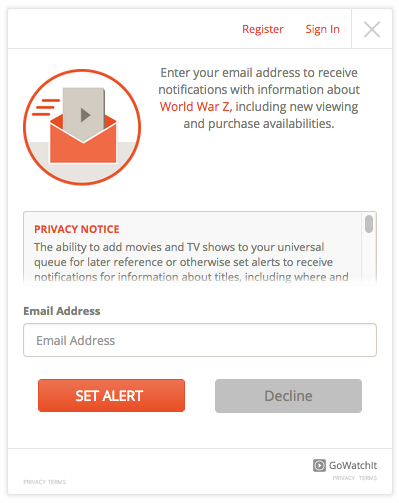 Register Sign In
Enter your email address to receive
notifications with information about
World War Z, including new viewing
and purchase availabilities.
PRIVACY NOTICE
The ability to add movies and TV shows to your universal
queue for later reference or otherwise set alerts to receive
notifications for information about titles, including where and
Email Address
Email Address
SET ALERT Decline
GoWatchIt
PRIVACY TERMS
PRIVACY TERMS